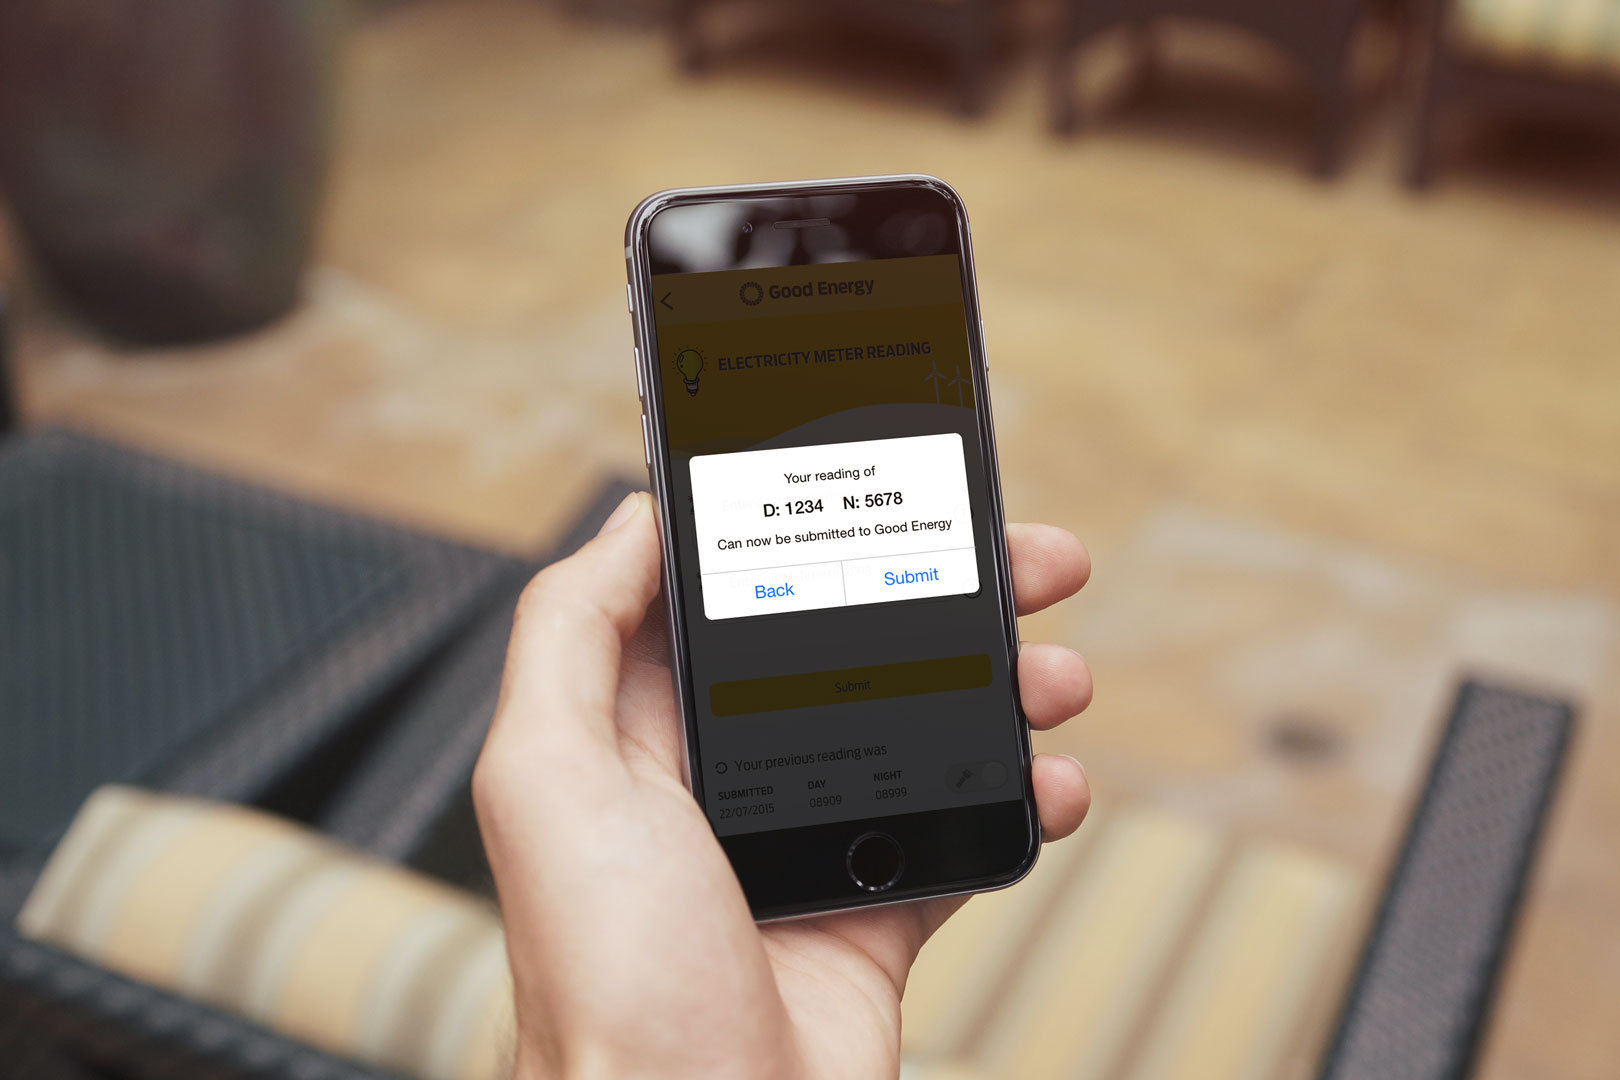 Good Energy
ELECTRICITY METER READING
Your reading of
D: 1234 N: 5678
Can now be submitted to Good Energy
Back Submit
Submit
Your previous reading was
SUBMITTED DAY NIGHT
22/07/2015 08909 08999